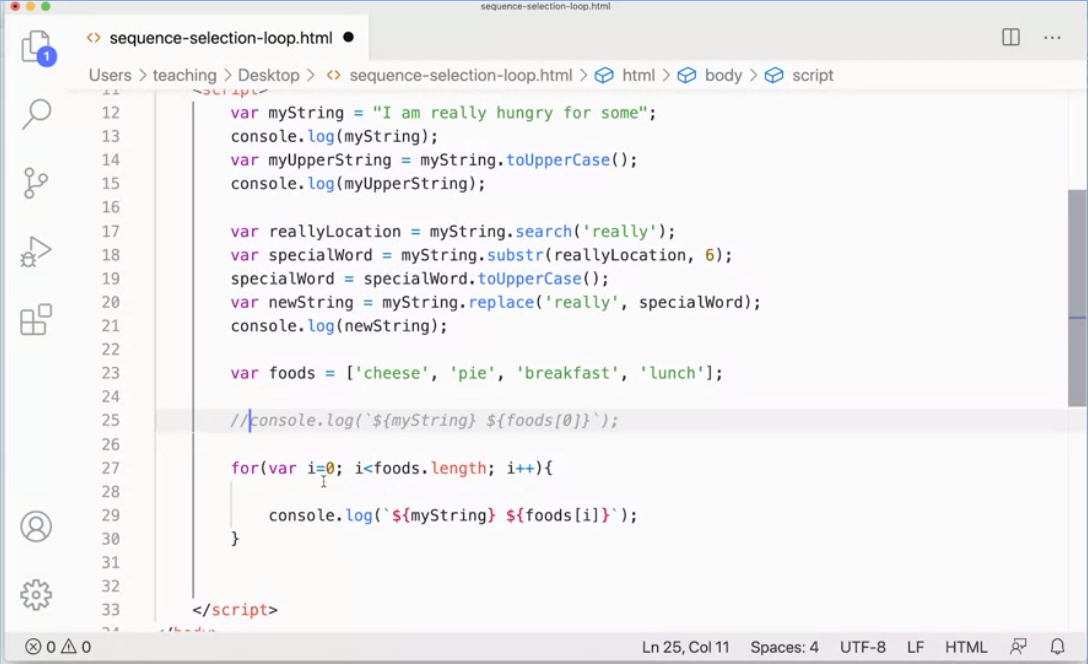 sequence-selection-loop.html
sequence-selection-loop.html
1
Users > teaching > Desktop > <> sequence-selection-loop.html > html > body > script
11 <script>
12 var myString = "I am really hungry for some";
13 console.log(myString);
14 var myUpperString = myString.toUpperCase();
15 console.log(myUpperString);
16
17 var reallyLocation = myString.search('really');
18 var specialWord = myString.substr(reallyLocation, 6);
19 specialWord = specialWord.toUpperCase();
20 var newString = myString.replace('really', specialWord);
21 console.log(newString);
22
23 var foods = ['cheese', 'pie', 'breakfast', 'lunch'];
24
25 //console.log(`${myString} ${foods[0]}`);
26
27 for(var i=0; i<foods.length; i++){
28
29 console.log(`${myString} ${foods[i]}`);
30 }
31
32
33 </script>
34 </body>
0 0 Ln 25, Col 11 Spaces: 4 UTF-8 LF HTML